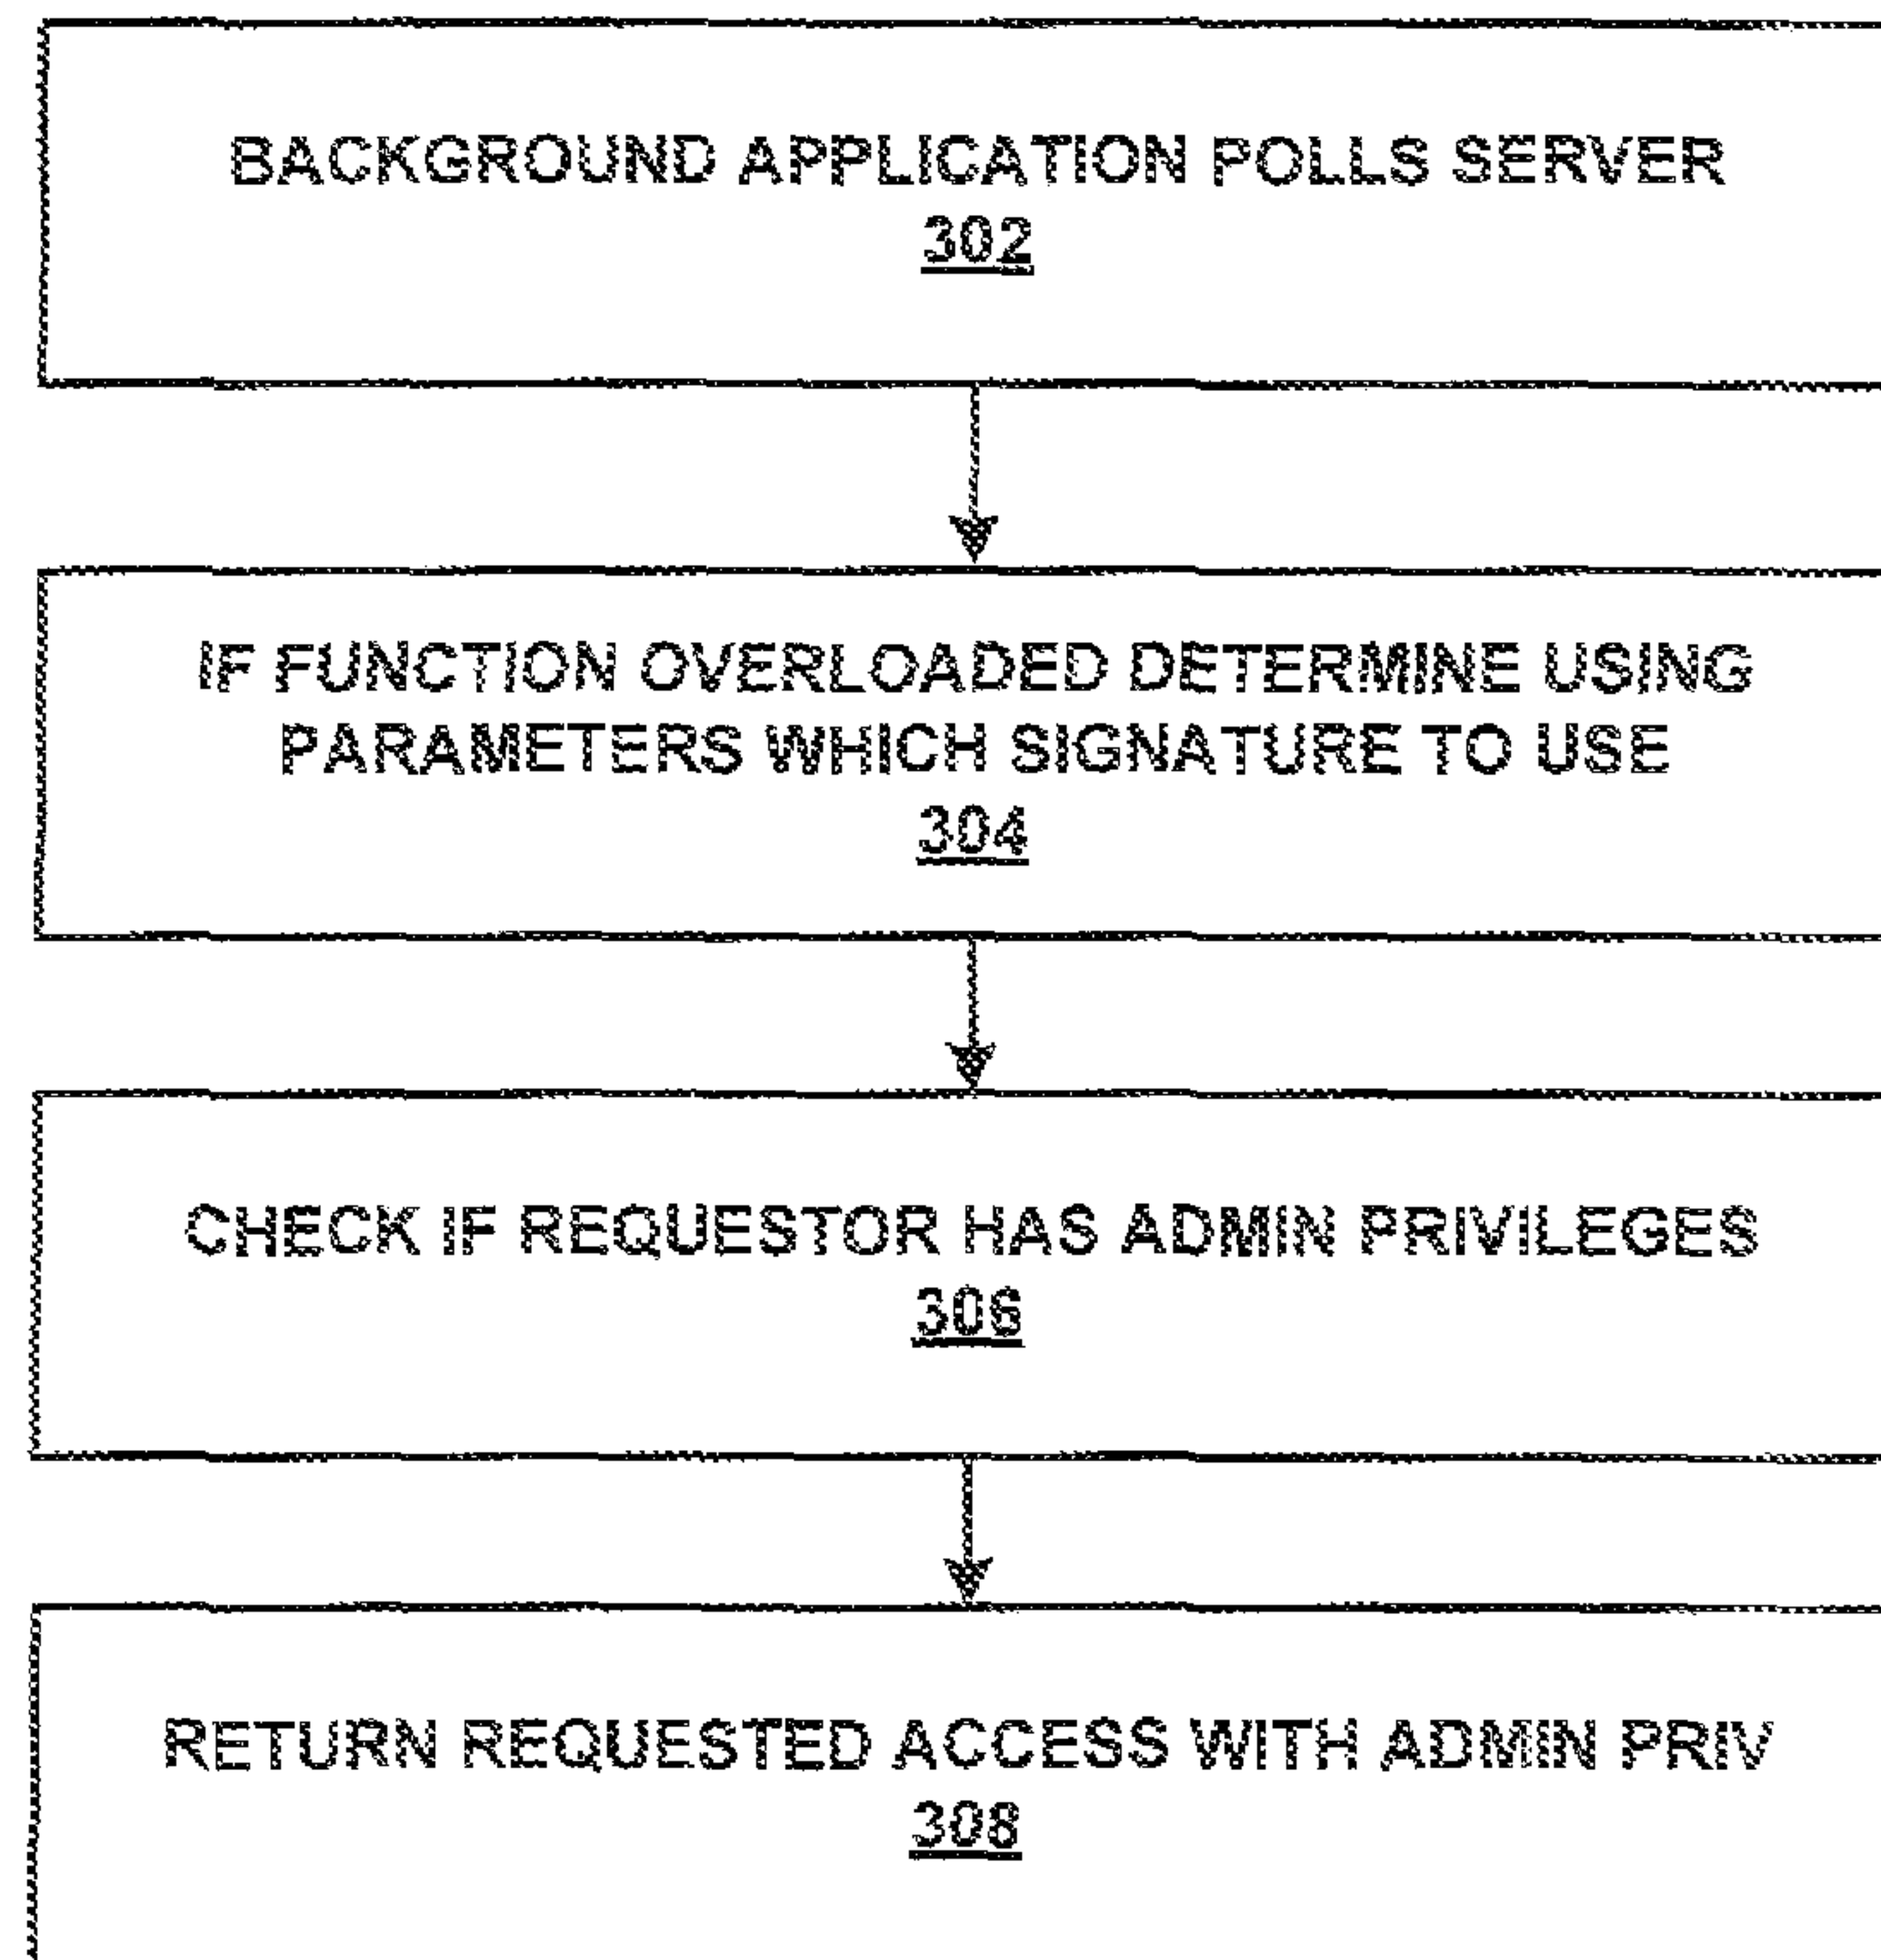 BACKGROUND APPLICATION POLLS SERVER
302
IF FUNCTION OVERLOADED DETERMINE USING
PARAMETERS WHICH SIGNATURE TO USE
304
CHECK IF REQUESTOR HAS ADMIN PRIVILEGES
306
RETURN REQUESTED ACCESS WITH ADMIN PRIV
308